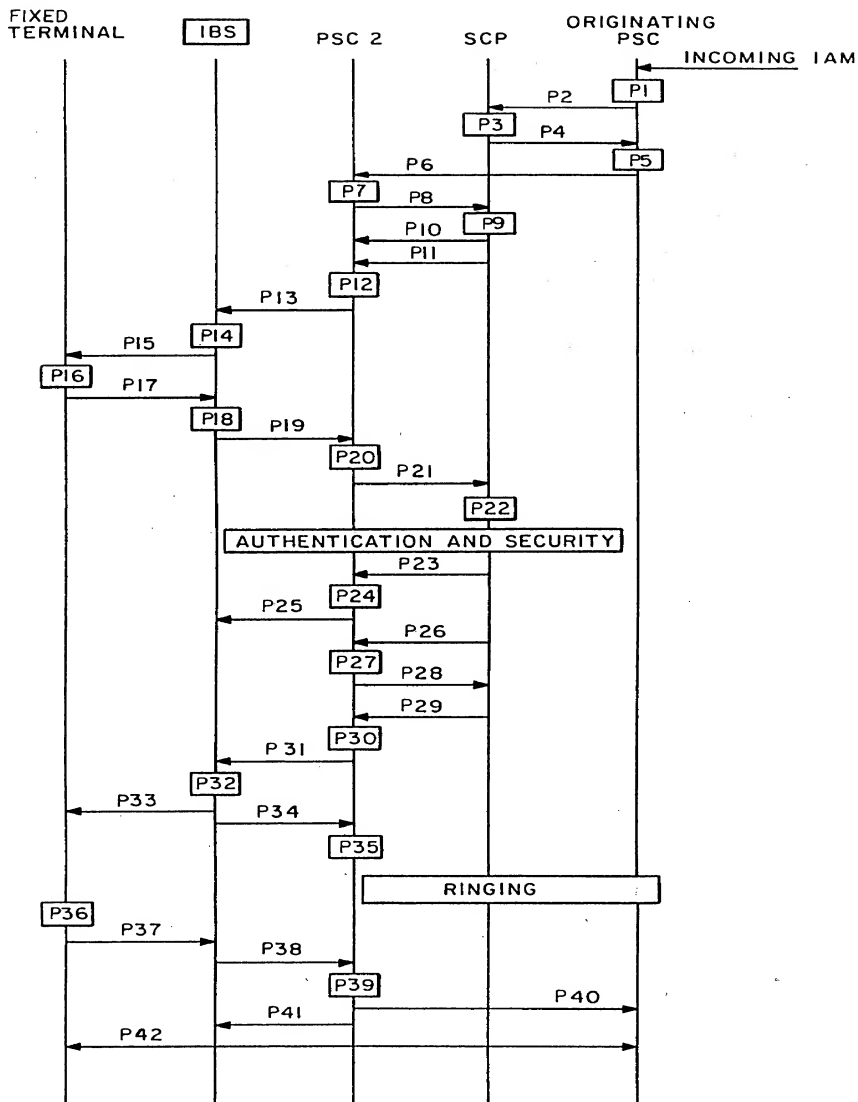 FIXED
TERMINAL
IBS
PSC 2
SCP
ORIGINATING
PSC
INCOMING IAM
P1
P2
P3
P4
P5
P6
P7
P8
P9
P10
P11
P12
P13
P14
P15
P16
P17
P18
P19
P20
P21
P22
AUTHENTICATION AND SECURITY
P23
P24
P25
P26
P27
P28
P29
P30
P31
P32
P33
P34
P35
RINGING
P36
P37
P38
P39
P40
P41
P42